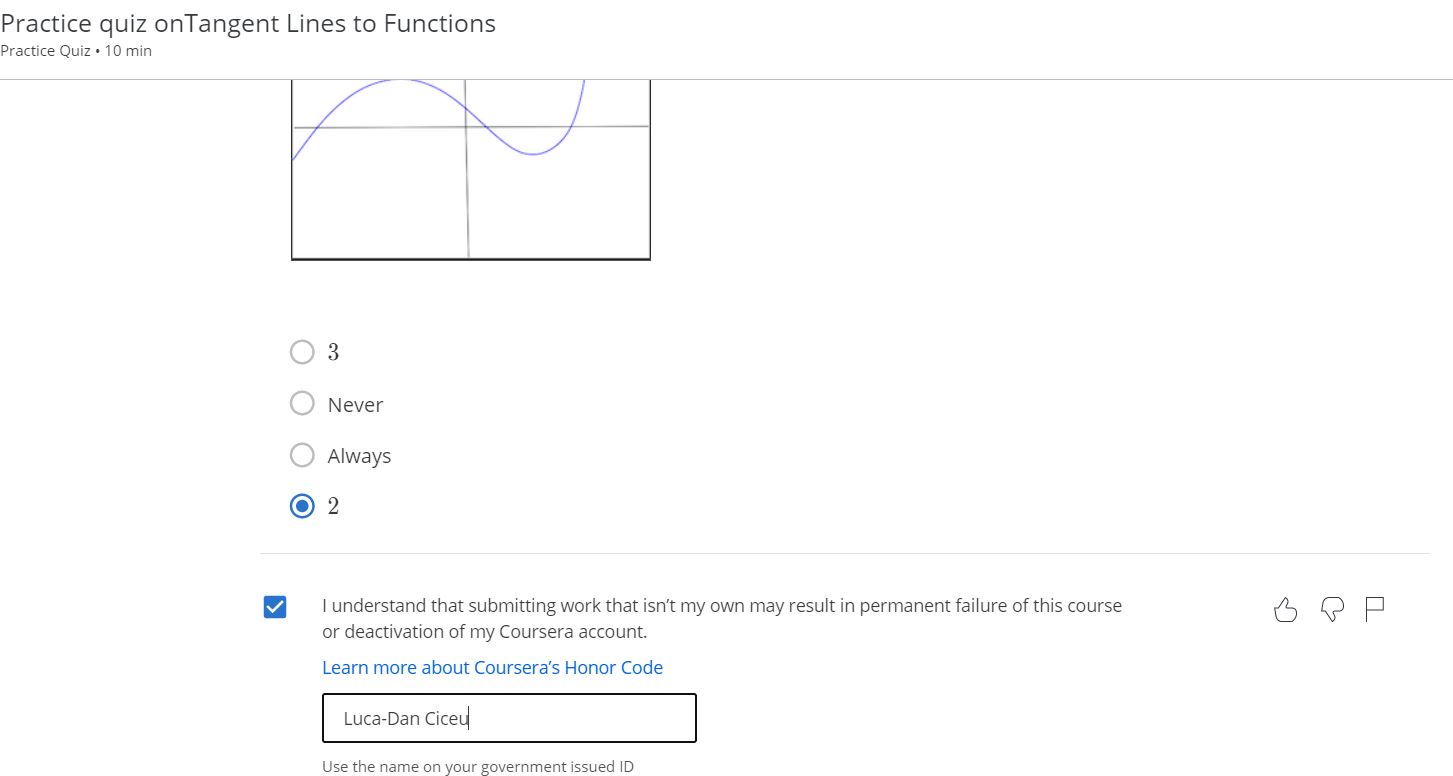 Practice quiz onTangent Lines to Functions
Practice Quiz • 10 min
3
Never
Always
2
I understand that submitting work that isn’t my own may result in permanent failure of this course
or deactivation of my Coursera account.
Learn more about Coursera’s Honor Code
Luca-Dan Ciceu
Use the name on your government issued ID